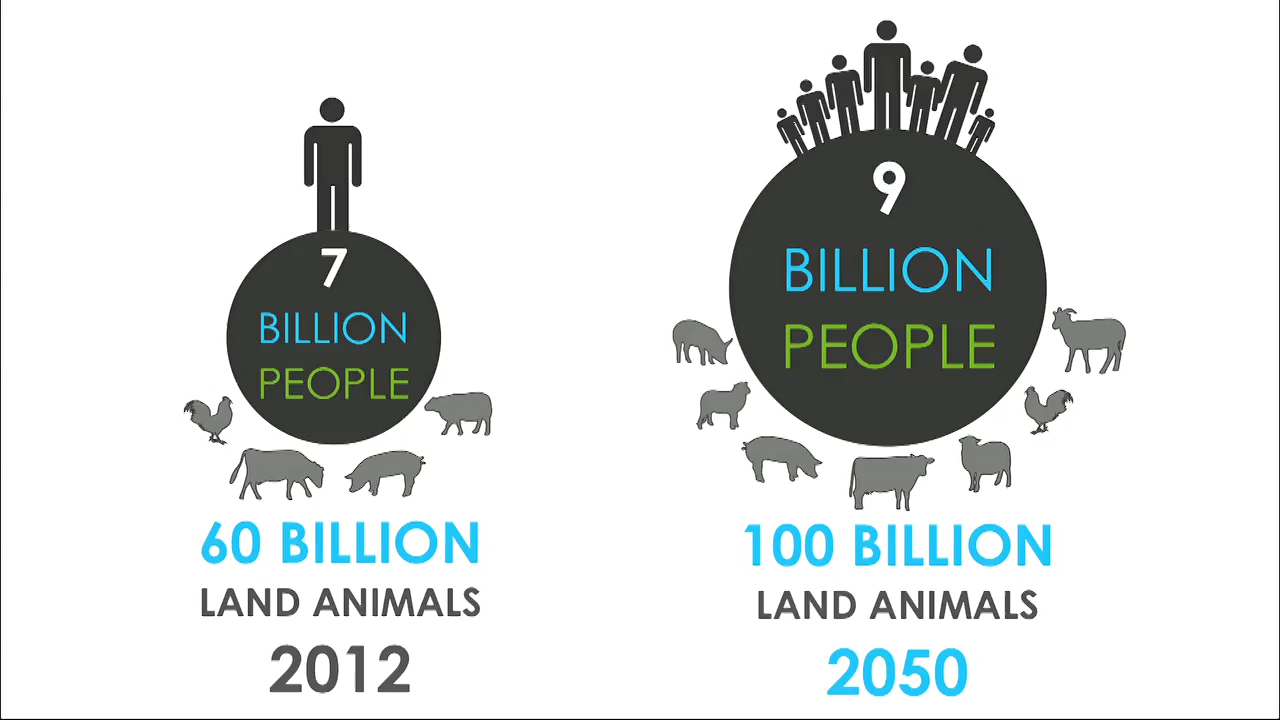 7
BILLION
PEOPLE
60 BILLION
LAND ANIMALS
2012
9
BILLION
PEOPLE
100 BILLION
LAND ANIMALS
2050